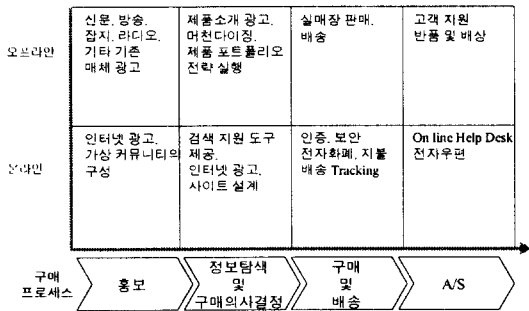 오프라인
신문, 방송,
잡지, 라디오,
기타 기존
매체 광고
제품소개 광고,
머천다이징,
제품 포트폴리오
전략 실행
실매장 판매,
배송
고객 지원
반품 및 배상
온라인
인터넷 광고,
가상 커뮤니티의
구성
검색 지원 도구
제공,
인터넷 광고,
사이트 설계
인증, 보안
전자화폐, 지불
배송 Tracking
On line Help Desk
전자우편
구매
프로세스
홍보
정보탐색
및
구매의사결정
구매
및
배송
A/S